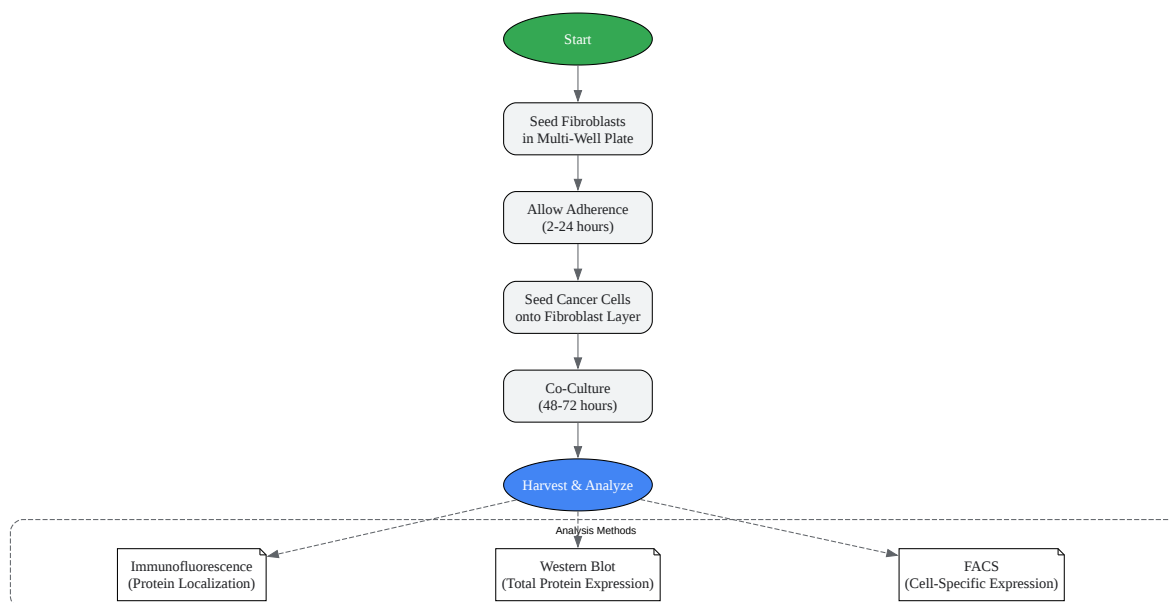 Start
Seed Fibroblasts
in Multi-Well Plate
Allow Adherence
(2-24 hours)
Seed Cancer Cells
onto Fibroblast Layer
Co-Culture
(48-72 hours)
Harvest & Analyze
Analysis Methods
Immunofluorescence
(Protein Localization)
Western Blot
(Total Protein Expression)
FACS
(Cell-Specific Expression)